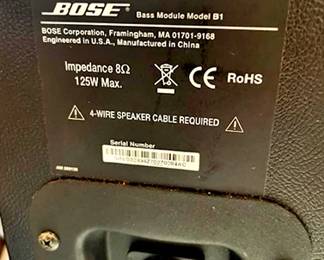 BOSE Bass Module Model B1
BOSE Corporation, Framingham, MA 01701-9168
Engineered in U.S.A., Manufactured in China
Impedance 8Ω
125W Max.
CE RoHS
4-WIRE SPEAKER CABLE REQUIRED
Serial Number